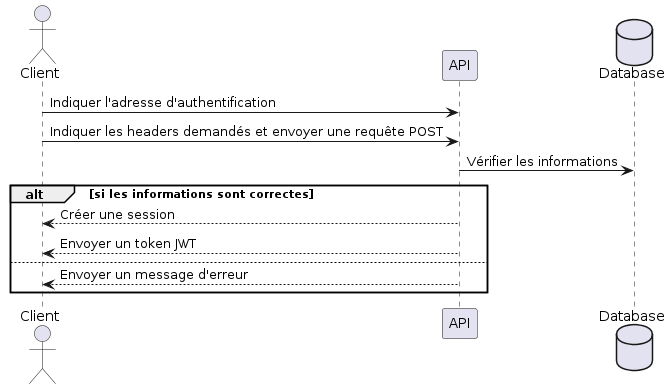 Client
API
Database
Indiquer l'adresse d'authentification
Indiquer les headers demandés et envoyer une requête POST
Vérifier les informations
alt [si les informations sont correctes]
Créer une session
Envoyer un token JWT
Envoyer un message d'erreur
Client
API
Database